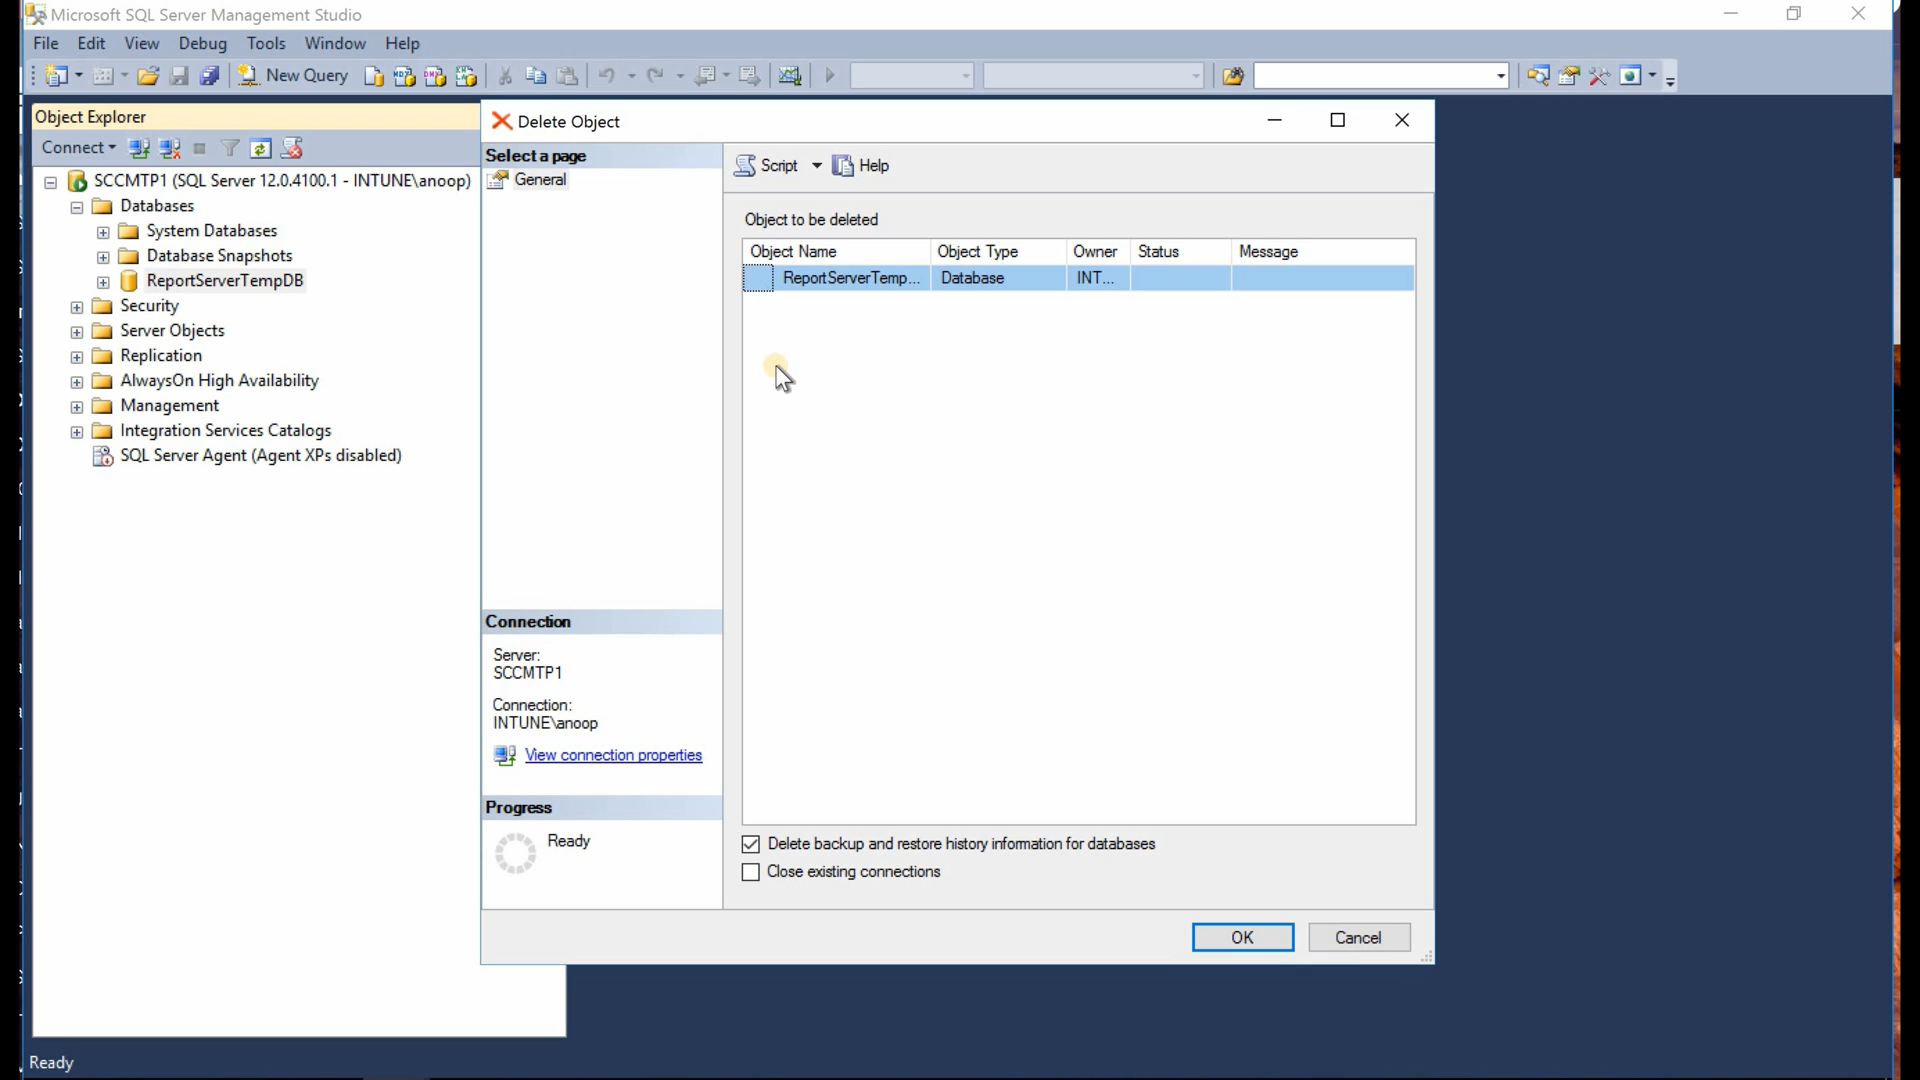 Microsoft SQL Server Management Studio
File Edit View Debug Tools Window Help
New Query
Object Explorer
Connect
SCCMTP1 (SQL Server 12.0.4100.1 - INTUNE\anoop)
Databases
System Databases
Database Snapshots
ReportServerTempDB
Security
Server Objects
Replication
AlwaysOn High Availability
Management
Integration Services Catalogs
SQL Server Agent (Agent XPs disabled)
Delete Object
Select a page
General
Connection
Server:
SCCMTP1
Connection:
INTUNE\anoop
View connection properties
Progress
Ready
Script Help
Object to be deleted
Object Name Object Type Owner Status Message
ReportServerTemp... Database INT...
Delete backup and restore history information for databases
Close existing connections
OK Cancel
Ready